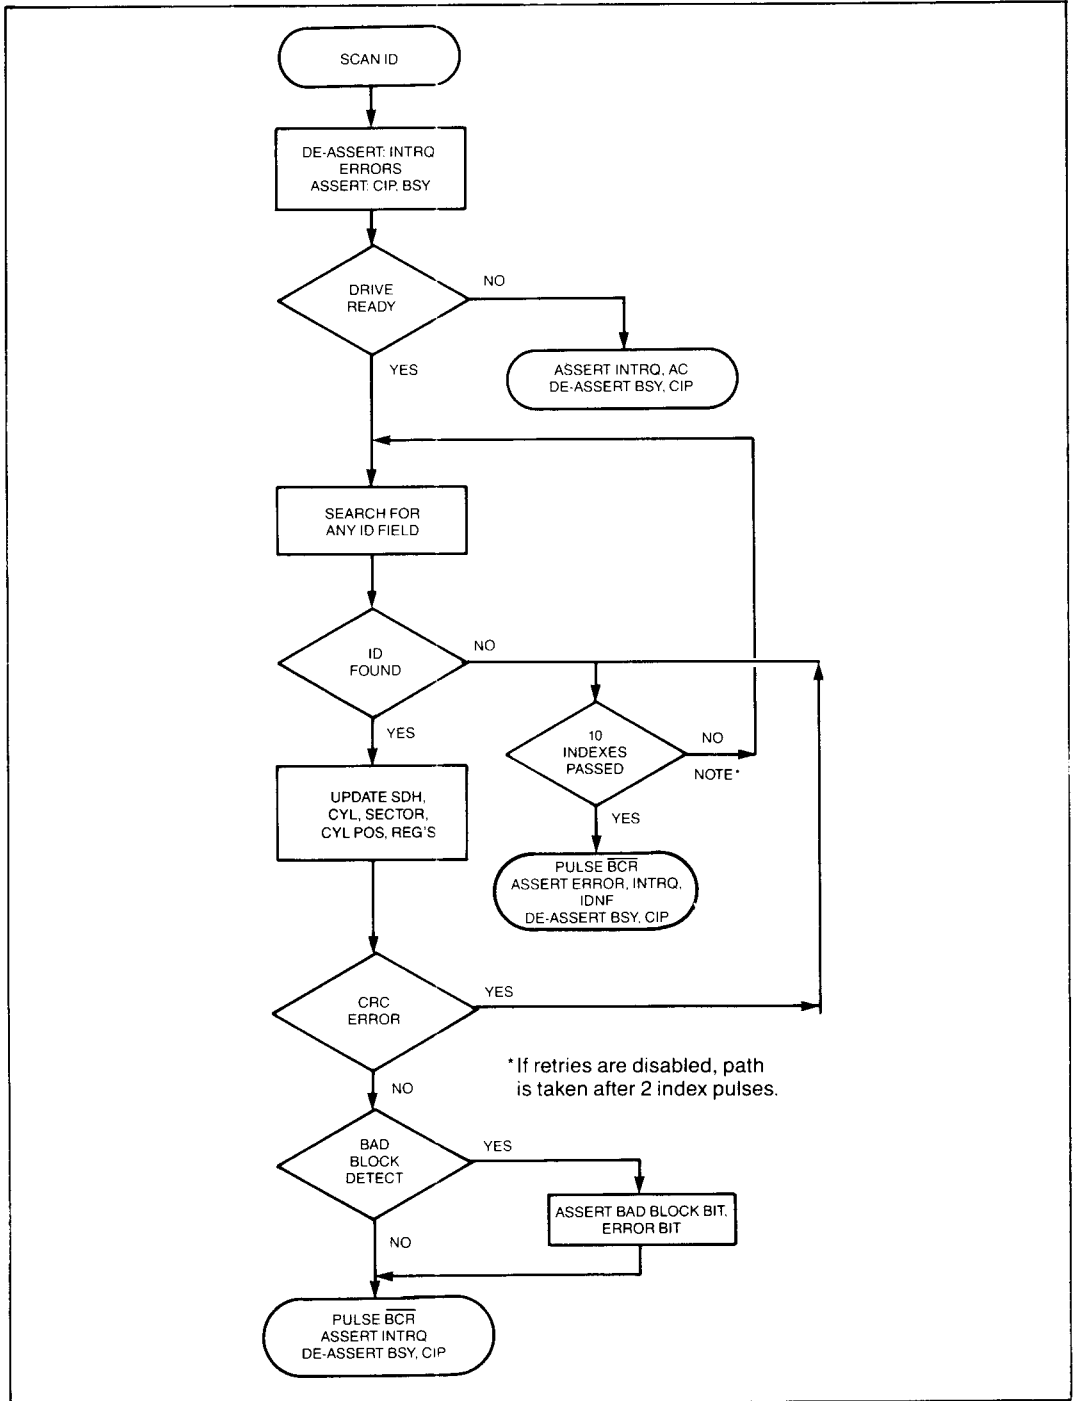 SCAN ID
DE-ASSERT: INTRQ
ERRORS
ASSERT: CIP, BSY
DRIVE
READY
NO
YES
ASSERT INTRQ, AC
DE-ASSERT BSY, CIP
SEARCH FOR
ANY ID FIELD
ID
FOUND
NO
YES
10
INDEXES
PASSED
NO
NOTE*
YES
UPDATE SDH,
CYL, SECTOR,
CYL POS, REG'S
PULSE B̅C̅R̅
ASSERT ERROR, INTRQ,
IDNF
DE-ASSERT BSY, CIP
CRC
ERROR
YES
NO
* If retries are disabled, path
is taken after 2 index pulses.
BAD
BLOCK
DETECT
YES
NO
ASSERT BAD BLOCK BIT,
ERROR BIT
PULSE B̅C̅R̅
ASSERT INTRQ
DE-ASSERT BSY, CIP